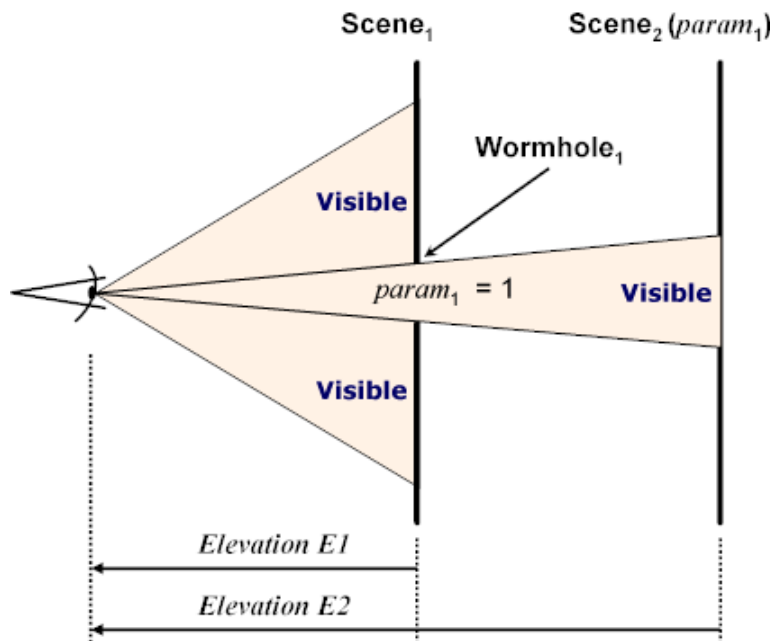 Scene₁
Scene₂ (param₁)
Wormhole₁
Visible
param₁ = 1
Visible
Visible
Elevation E1
Elevation E2